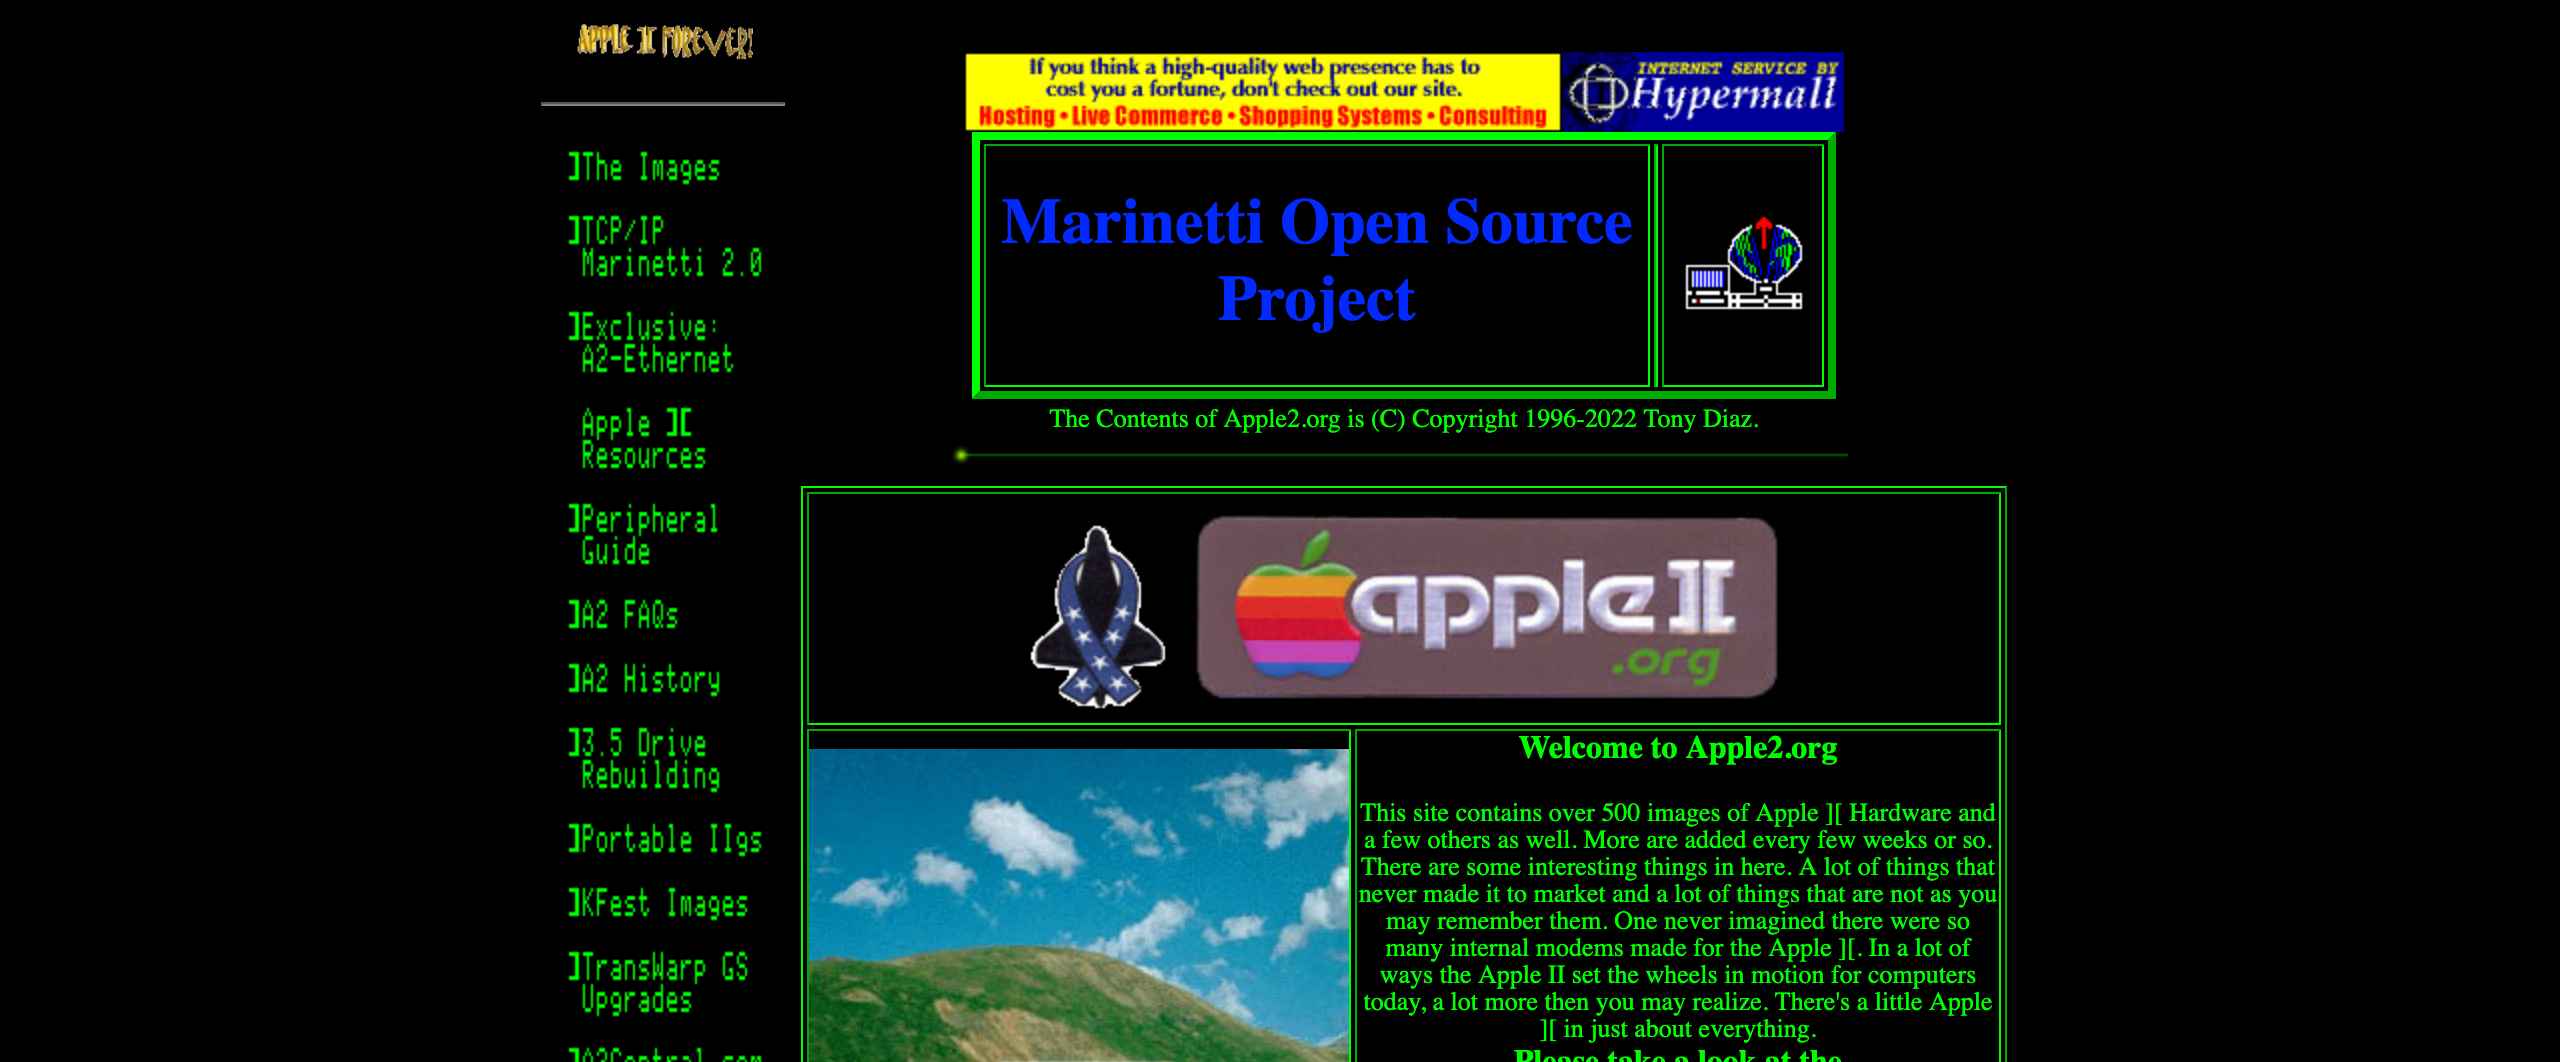 APPLE ][ FOREVER!
]The Images
]TCP/IP
Marinetti 2.0
]Exclusive:
A2-Ethernet
Apple ][
Resources
]Peripheral
Guide
]A2 FAQs
]A2 History
]3.5 Drive
Rebuilding
]Portable IIgs
]KFest Images
]TransWarp GS
Upgrades
]A2Central.com
If you think a high-quality web presence has to
cost you a fortune, don't check out our site.
Hosting • Live Commerce • Shopping Systems • Consulting
INTERNET SERVICE BY
Hypermall
Marinetti Open Source
Project
The Contents of Apple2.org is (C) Copyright 1996-2022 Tony Diaz.
apple ][
.org
Welcome to Apple2.org
This site contains over 500 images of Apple ][ Hardware and
a few others as well. More are added every few weeks or so.
There are some interesting things in here. A lot of things that
never made it to market and a lot of things that are not as you
may remember them. One never imagined there were so
many internal modems made for the Apple ][. In a lot of
ways the Apple II set the wheels in motion for computers
today, a lot more then you may realize. There's a little Apple
][ in just about everything.
Please take a look at the